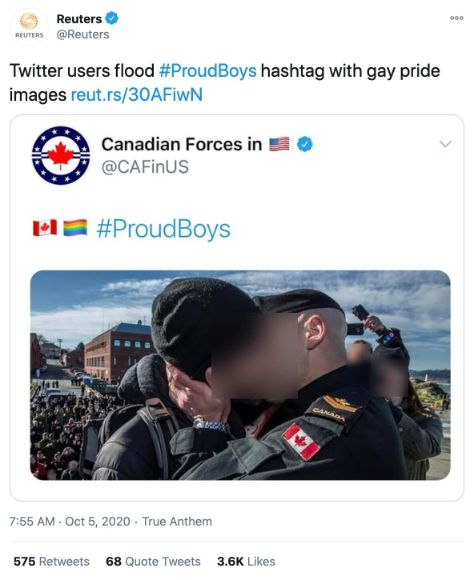 Reuters
REUTERS
@Reuters
Twitter users flood #ProudBoys hashtag with gay pride
images reut.rs/30AFiwN
Canadian Forces in 🇺🇸
@CAFinUS
🇨🇦 🏳️‍🌈 #ProudBoys
CANADA
7:55 AM · Oct 5, 2020 · True Anthem
575 Retweets 68 Quote Tweets 3.6K Likes